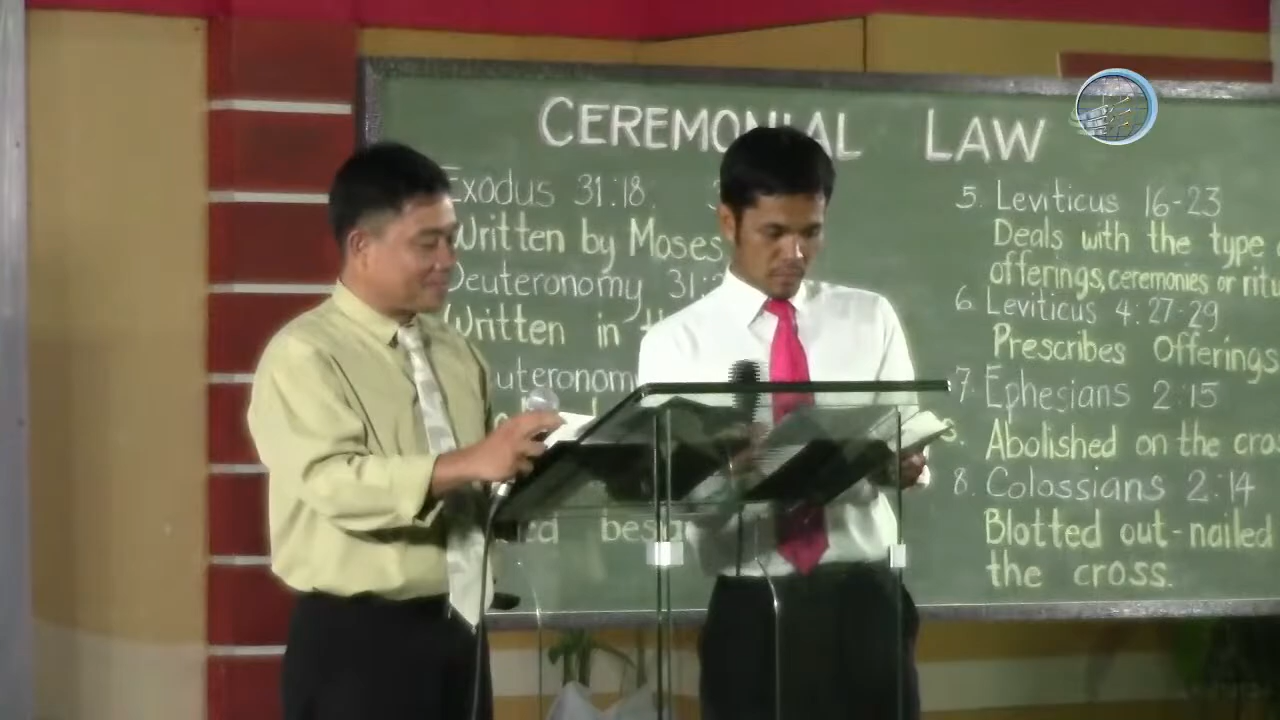 CEREMONIAL LAW
Exodus 31:18
Written by Moses
Deuteronomy 31:
Written in
5. Leviticus 16-23
Deals with the type
offerings, ceremonies or
6. Leviticus 4:27-29
Prescribes Offerings
7. Ephesians 2:15
Abolished on the
8. Colossians 2:14
Blotted out-nailed
the cross.